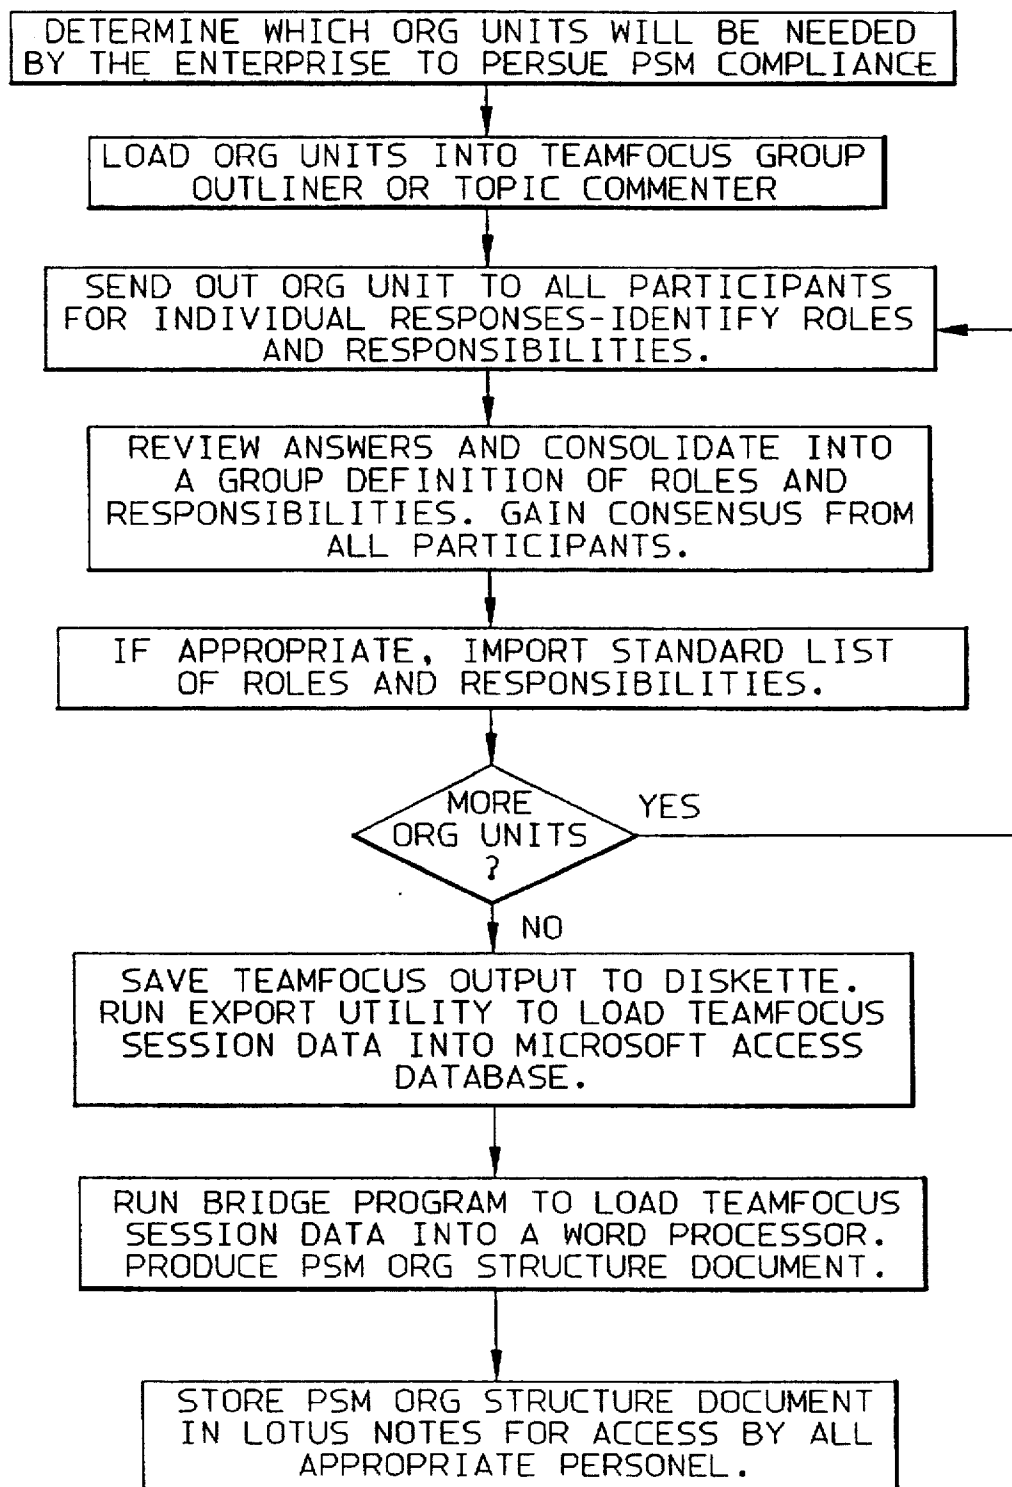 DETERMINE WHICH ORG UNITS WILL BE NEEDED
BY THE ENTERPRISE TO PERSUE PSM COMPLIANCE
LOAD ORG UNITS INTO TEAMFOCUS GROUP
OUTLINER OR TOPIC COMMENTER
SEND OUT ORG UNIT TO ALL PARTICIPANTS
FOR INDIVIDUAL RESPONSES-IDENTIFY ROLES
AND RESPONSIBILITIES.
REVIEW ANSWERS AND CONSOLIDATE INTO
A GROUP DEFINITION OF ROLES AND
RESPONSIBILITIES. GAIN CONSENSUS FROM
ALL PARTICIPANTS.
IF APPROPRIATE, IMPORT STANDARD LIST
OF ROLES AND RESPONSIBILITIES.
MORE
ORG UNITS
?
YES
NO
SAVE TEAMFOCUS OUTPUT TO DISKETTE.
RUN EXPORT UTILITY TO LOAD TEAMFOCUS
SESSION DATA INTO MICROSOFT ACCESS
DATABASE.
RUN BRIDGE PROGRAM TO LOAD TEAMFOCUS
SESSION DATA INTO A WORD PROCESSOR.
PRODUCE PSM ORG STRUCTURE DOCUMENT.
STORE PSM ORG STRUCTURE DOCUMENT
IN LOTUS NOTES FOR ACCESS BY ALL
APPROPRIATE PERSONEL.